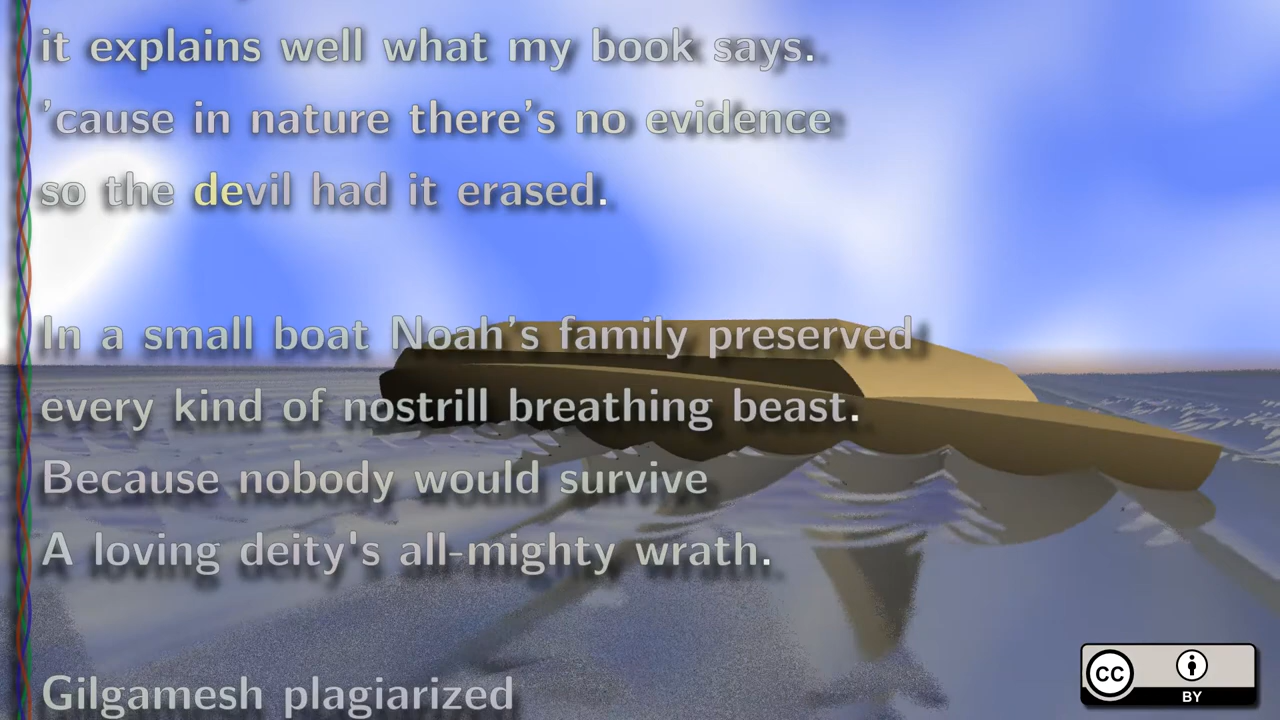 it explains well what my book says.
'cause in nature there's no evidence
so the devil had it erased.
In a small boat Noah's family preserved
every kind of nostrill breathing beast.
Because nobody would survive
A loving deity's all-mighty wrath.
Gilgamesh plagiarized
CC
BY